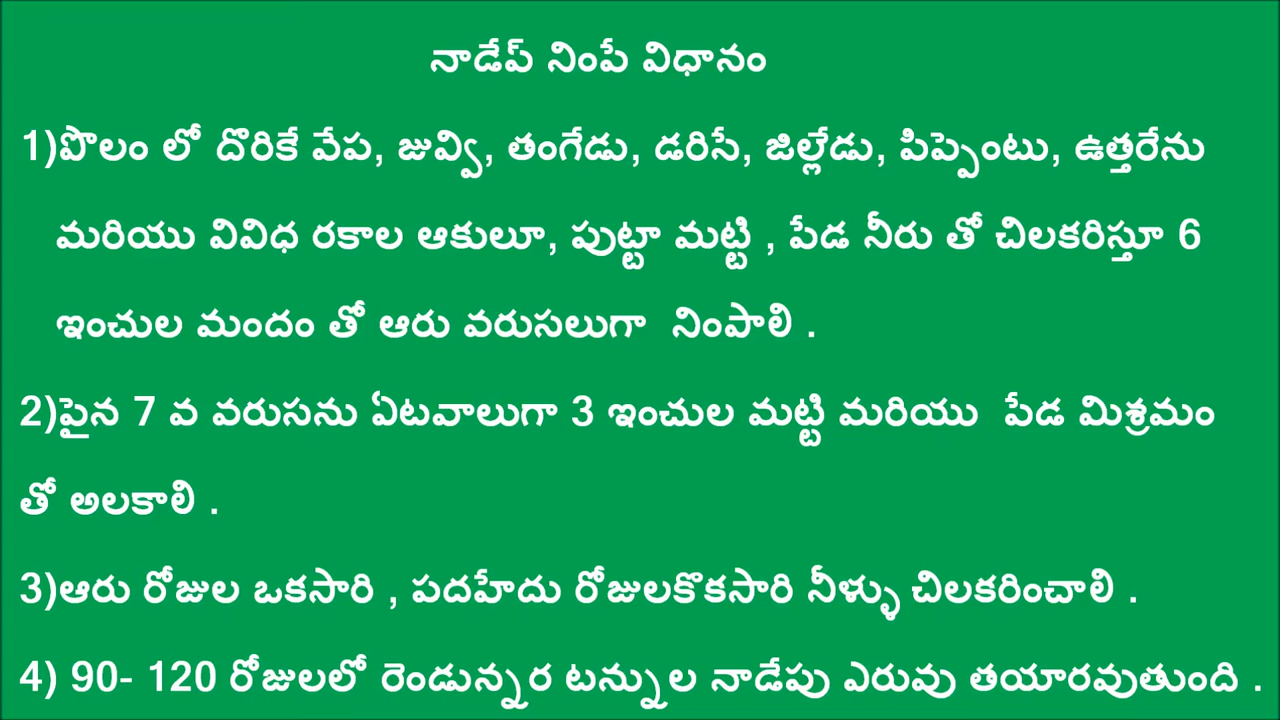 నాడేప్ నింపే విధానం
1)పొలం లో దొరికే వేప, జువ్వి, తంగేడు, డరిసే, జిల్లేడు, పిప్పెంటు, ఉత్తరేను
మరియు వివిధ రకాల ఆకులూ, పుట్టా మట్టి , పేడ నీరు తో చిలకరిస్తూ 6
ఇంచుల మందం తో ఆరు వరుసలుగా నింపాలి .
2)పైన 7 వ వరుసను ఏటవాలుగా 3 ఇంచుల మట్టి మరియు పేడ మిశ్రమం
తో అలకాలి .
3)ఆరు రోజుల ఒకసారి , పదహేదు రోజులకొకసారి నీళ్ళు చిలకరించాలి .
4) 90- 120 రోజులలో రెండున్నర టన్నుల నాడేపు ఎరువు తయారవుతుంది .